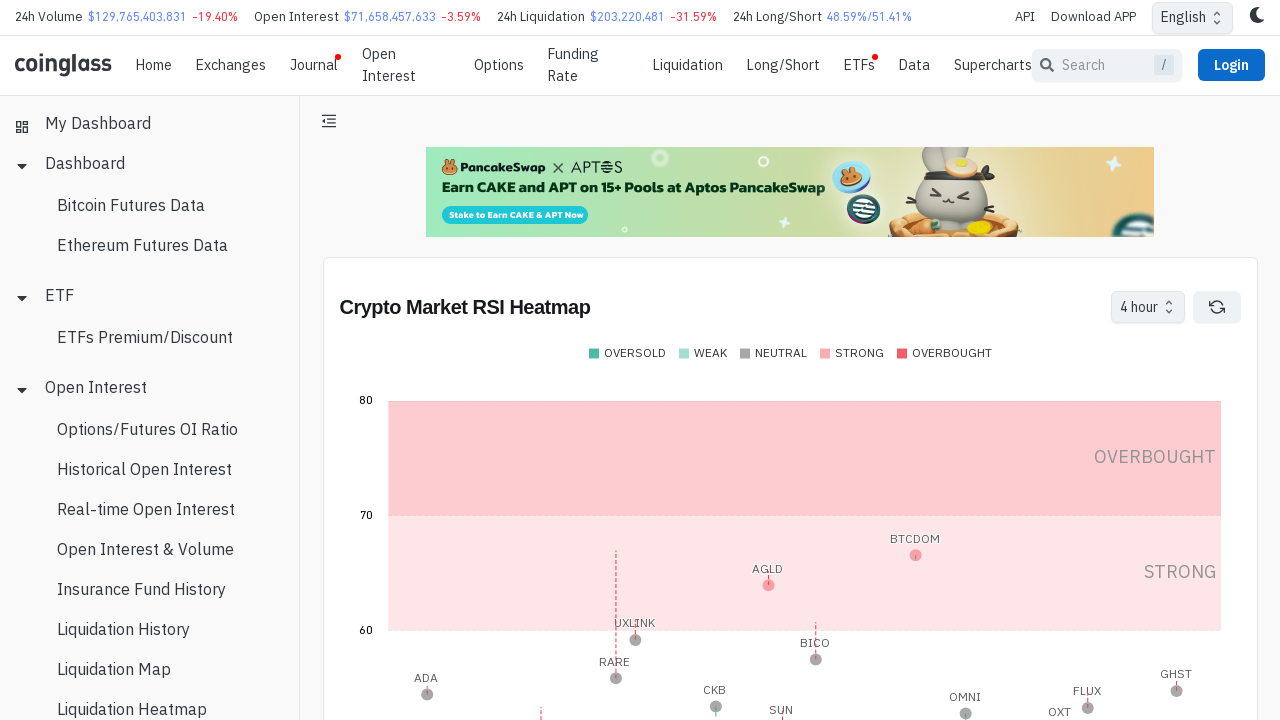 24h Volume $129,765,403,831 -19.40% Open Interest $71,658,457,633 -3.59% 24h Liquidation $203,220,481 -31.59% 24h Long/Short 48.59%/51.41% API Download APP English
coinglass Home Exchanges Journal Open Interest Options Funding Rate Liquidation Long/Short ETFs Data Supercharts Search / Login
My Dashboard
Dashboard
Bitcoin Futures Data
Ethereum Futures Data
ETF
ETFs Premium/Discount
Open Interest
Options/Futures OI Ratio
Historical Open Interest
Real-time Open Interest
Open Interest & Volume
Insurance Fund History
Liquidation History
Liquidation Map
Liquidation Heatmap
PancakeSwap × APTOS
Earn CAKE and APT on 15+ Pools at Aptos PancakeSwap
Stake to Earn CAKE & APT Now
Crypto Market RSI Heatmap 4 hour
OVERSOLD WEAK NEUTRAL STRONG OVERBOUGHT
80
OVERBOUGHT
70
BTCDOM
AGLD
STRONG
UXLINK
60
BICO
RARE
GHST
ADA
CKB
FLUX
OMNI
SUN
OXT